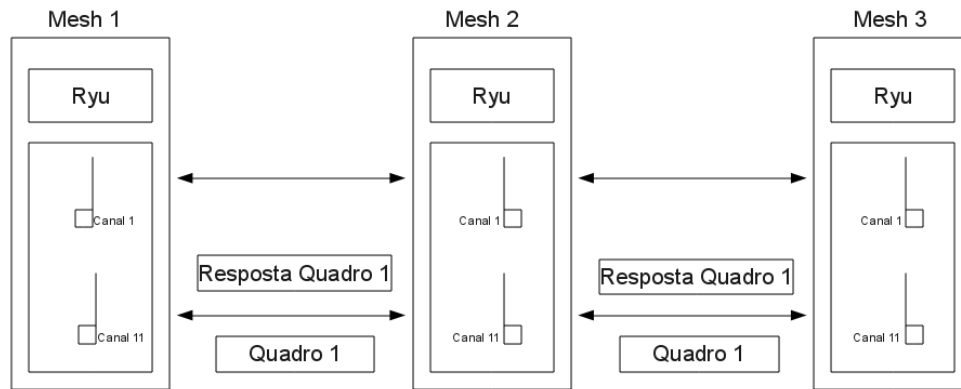 Mesh 1
Mesh 2
Mesh 3
Ryu
Ryu
Ryu
Canal 1
Canal 1
Canal 1
Resposta Quadro 1
Resposta Quadro 1
Canal 11
Canal 11
Canal 11
Quadro 1
Quadro 1